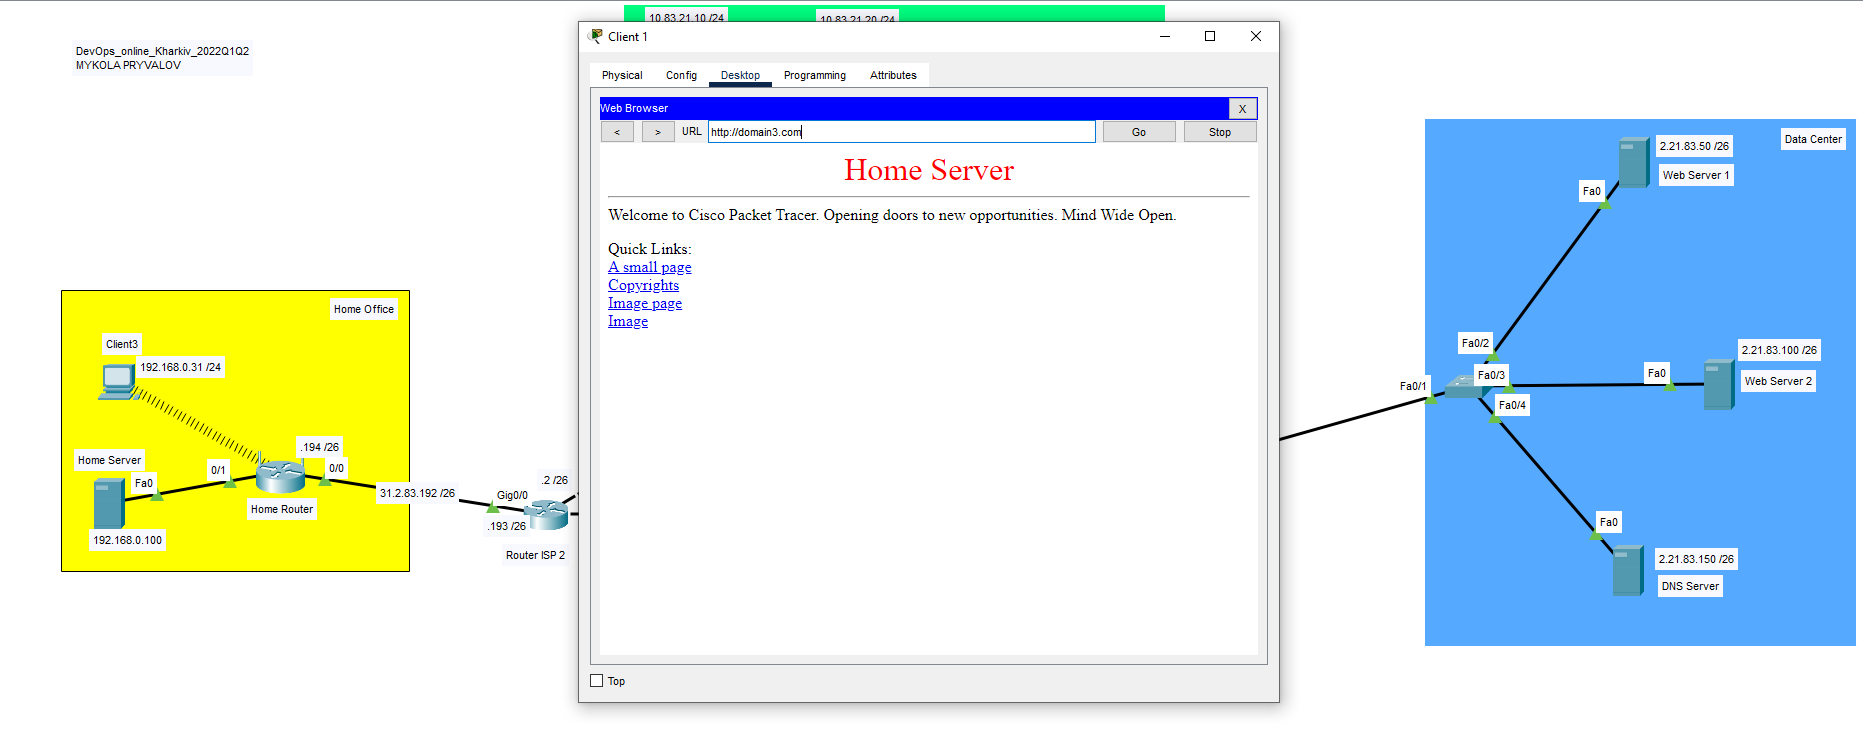 10.83.21.10 /24
10.83.21.20 /24
DevOps_online_Kharkiv_2022Q1Q2
MYKOLA PRYVALOV
Client 1
Physical Config Desktop Programming Attributes
Web Browser X
< > URL http://domain3.com Go Stop
Home Server
Welcome to Cisco Packet Tracer. Opening doors to new opportunities. Mind Wide Open.
Quick Links:
A small page
Copyrights
Image page
Image
Top
Home Office
Client3
192.168.0.31 /24
Home Server
Fa0
192.168.0.100
0/1
.194 /26
0/0
Home Router
31.2.83.192 /26
Gig0/0
.2 /26
.193 /26
Router ISP 2
Data Center
2.21.83.50 /26
Web Server 1
Fa0
Fa0/2
Fa0/3
Fa0/1
Fa0/4
Fa0
2.21.83.100 /26
Web Server 2
Fa0
2.21.83.150 /26
DNS Server